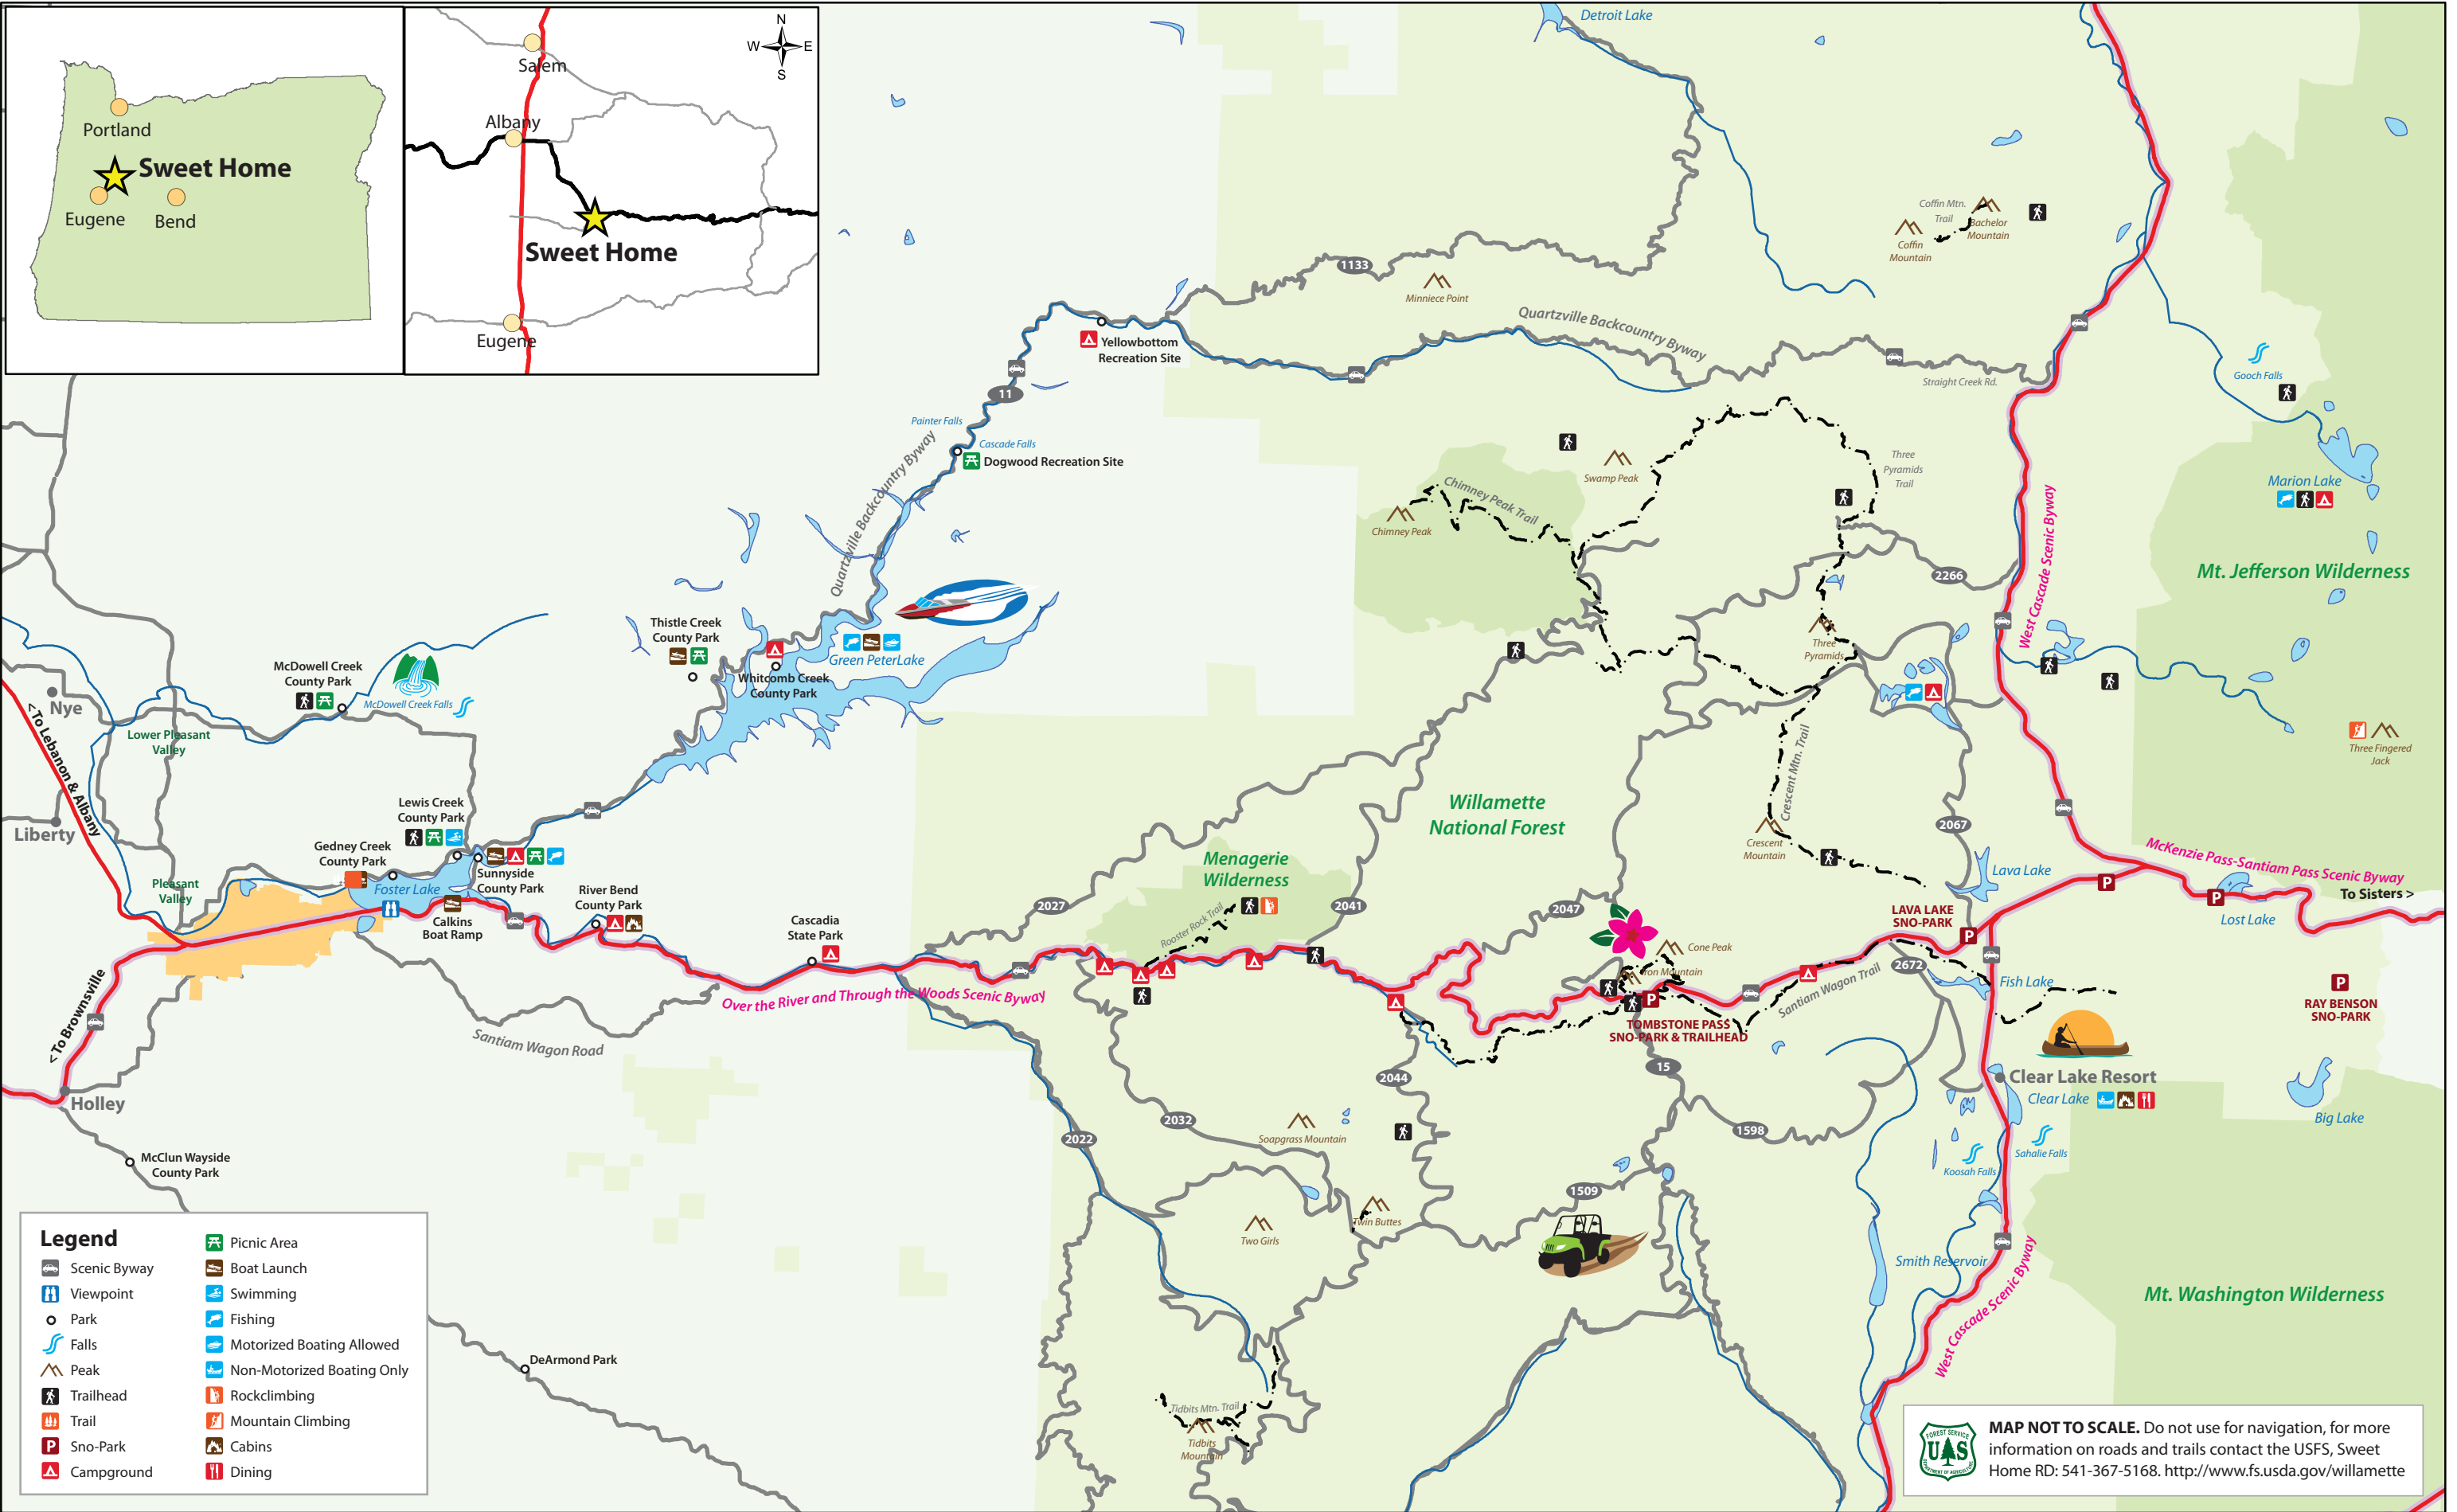 Portland
Sweet Home
Eugene
Bend
N
W
E
S
Salem
Albany
Sweet Home
Eugene
Detroit Lake
Coffin Mtn.
Trail
Bachelor
Mountain
Coffin
Mountain
1133
Minniece Point
Quartzville Backcountry Byway
Straight Creek Rd.
Gooch Falls
Yellowbottom
Recreation Site
11
Painter Falls
Cascade Falls
Dogwood Recreation Site
Quartzville Backcountry Byway
Swamp Peak
Three
Pyramids
Trail
Chimney Peak Trail
Chimney Peak
Marion Lake
West Cascade Scenic Byway
Mt. Jefferson Wilderness
2266
Three
Pyramids
Thistle Creek
County Park
Green PeterLake
Whitcomb Creek
County Park
McDowell Creek
County Park
McDowell Creek Falls
Nye
<To Lebanon & Albany
Lower Pleasant
Valley
Three Fingered
Jack
Crescent Mtn. Trail
Liberty
Lewis Creek
County Park
Willamette
National Forest
2067
Crescent
Mountain
Gedney Creek
County Park
Menagerie
Wilderness
McKenzie Pass-Santiam Pass Scenic Byway
Lava Lake
To Sisters >
Pleasant
Valley
Foster Lake
Sunnyside
County Park
River Bend
County Park
Calkins
Boat Ramp
Cascadia
State Park
2027
Rooster Rock Trail
2041
2047
LAVA LAKE
SNO-PARK
P
P
P
Lost Lake
Cone Peak
Iron Mountain
2672
Santiam Wagon Trail
Fish Lake
P
RAY BENSON
SNO-PARK
Over the River and Through the Woods Scenic Byway
P
TOMBSTONE PASS
SNO-PARK & TRAILHEAD
<To Brownsville
Santiam Wagon Road
15
2044
Clear Lake Resort
Clear Lake
Big Lake
Holley
2032
2022
Soapgrass Mountain
1598
Sahalie Falls
Koosah Falls
McClun Wayside
County Park
1509
Twin Buttes
Two Girls
Smith Reservoir
West Cascade Scenic Byway
Mt. Washington Wilderness
DeArmond Park
Tidbits Mtn. Trail
Tidbits
Mountain
Legend
Scenic Byway
Viewpoint
Park
Falls
Peak
Trailhead
Trail
P Sno-Park
Campground
Picnic Area
Boat Launch
Swimming
Fishing
Motorized Boating Allowed
Non-Motorized Boating Only
Rockclimbing
Mountain Climbing
Cabins
Dining
FOREST SERVICE
U S
DEPARTMENT OF AGRICULTURE
MAP NOT TO SCALE. Do not use for navigation, for more
information on roads and trails contact the USFS, Sweet
Home RD: 541-367-5168. http://www.fs.usda.gov/willamette